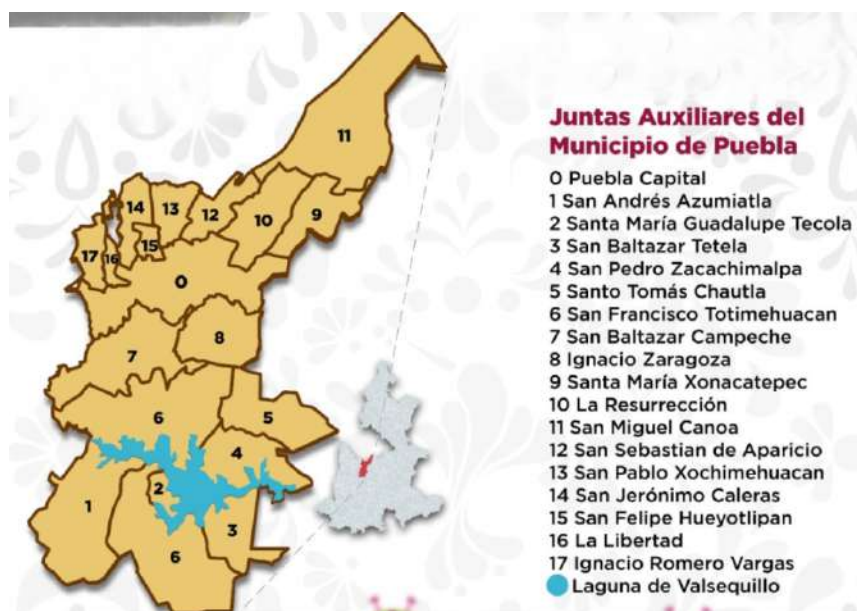 Juntas Auxiliares del
Municipio de Puebla
0 Puebla Capital
1 San Andrés Azumiatla
2 Santa María Guadalupe Tecola
3 San Baltazar Tetela
4 San Pedro Zacachimalpa
5 Santo Tomás Chautla
6 San Francisco Totimehuacan
7 San Baltazar Campeche
8 Ignacio Zaragoza
9 Santa María Xonacatepec
10 La Resurrección
11 San Miguel Canoa
12 San Sebastian de Aparicio
13 San Pablo Xochimehuacan
14 San Jerónimo Caleras
15 San Felipe Hueyotlipan
16 La Libertad
17 Ignacio Romero Vargas
Laguna de Valsequillo
11
14 13 12 10 9
17 16 15
0
8
7
6 5
4
2
1 3
6